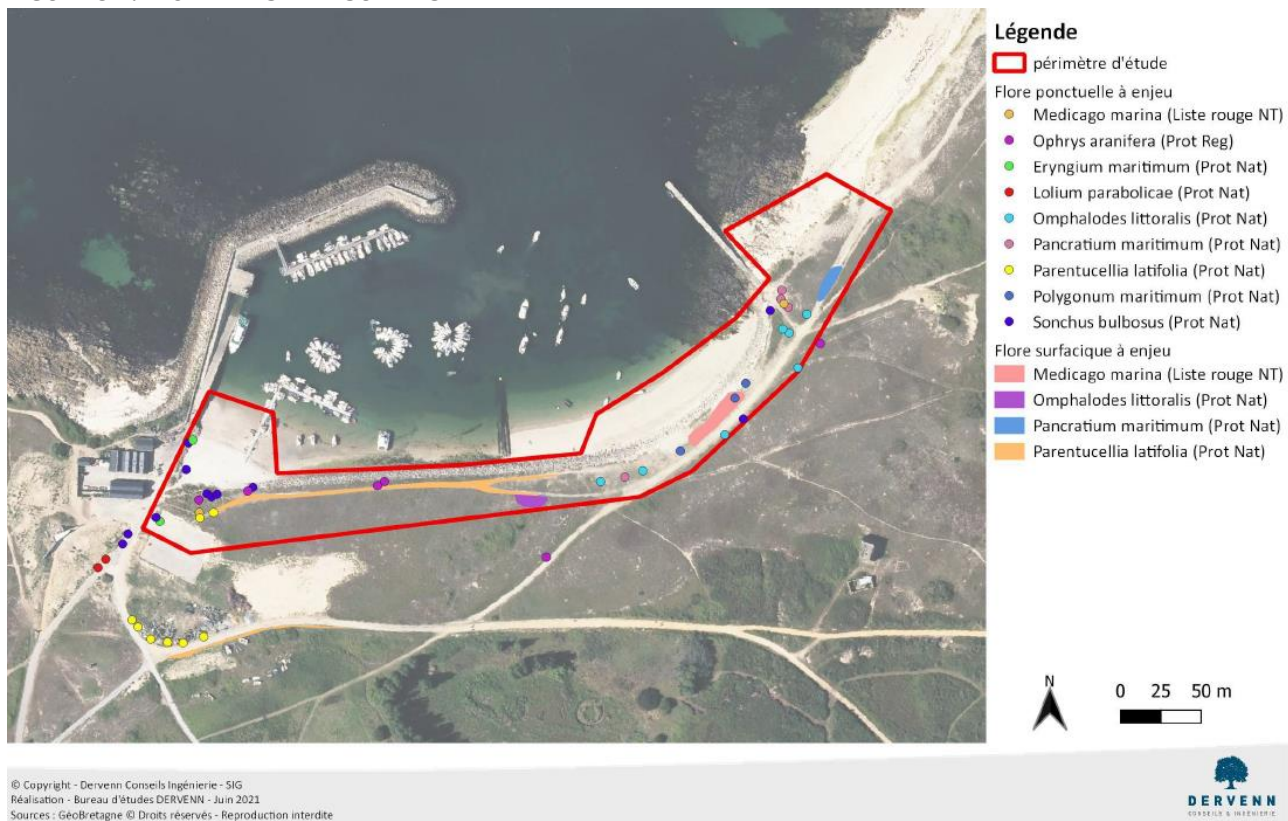 Légende
périmètre d'étude
Flore ponctuelle à enjeu
Medicago marina (Liste rouge NT)
Ophrys aranifera (Prot Reg)
Eryngium maritimum (Prot Nat)
Lolium parabolicae (Prot Nat)
Omphalodes littoralis (Prot Nat)
Pancratium maritimum (Prot Nat)
Parentucellia latifolia (Prot Nat)
Polygonum maritimum (Prot Nat)
Sonchus bulbosus (Prot Nat)
Flore surfacique à enjeu
Medicago marina (Liste rouge NT)
Omphalodes littoralis (Prot Nat)
Pancratium maritimum (Prot Nat)
Parentucellia latifolia (Prot Nat)
N
0 25 50 m
© Copyright - Dervenn Conseils Ingénierie - SIG
Réalisation - Bureau d'études DERVENN - Juin 2021
Sources : GéoBretagne © Droits réservés - Reproduction interdite
DERVENN
CONSEILS & INGÉNIERIE